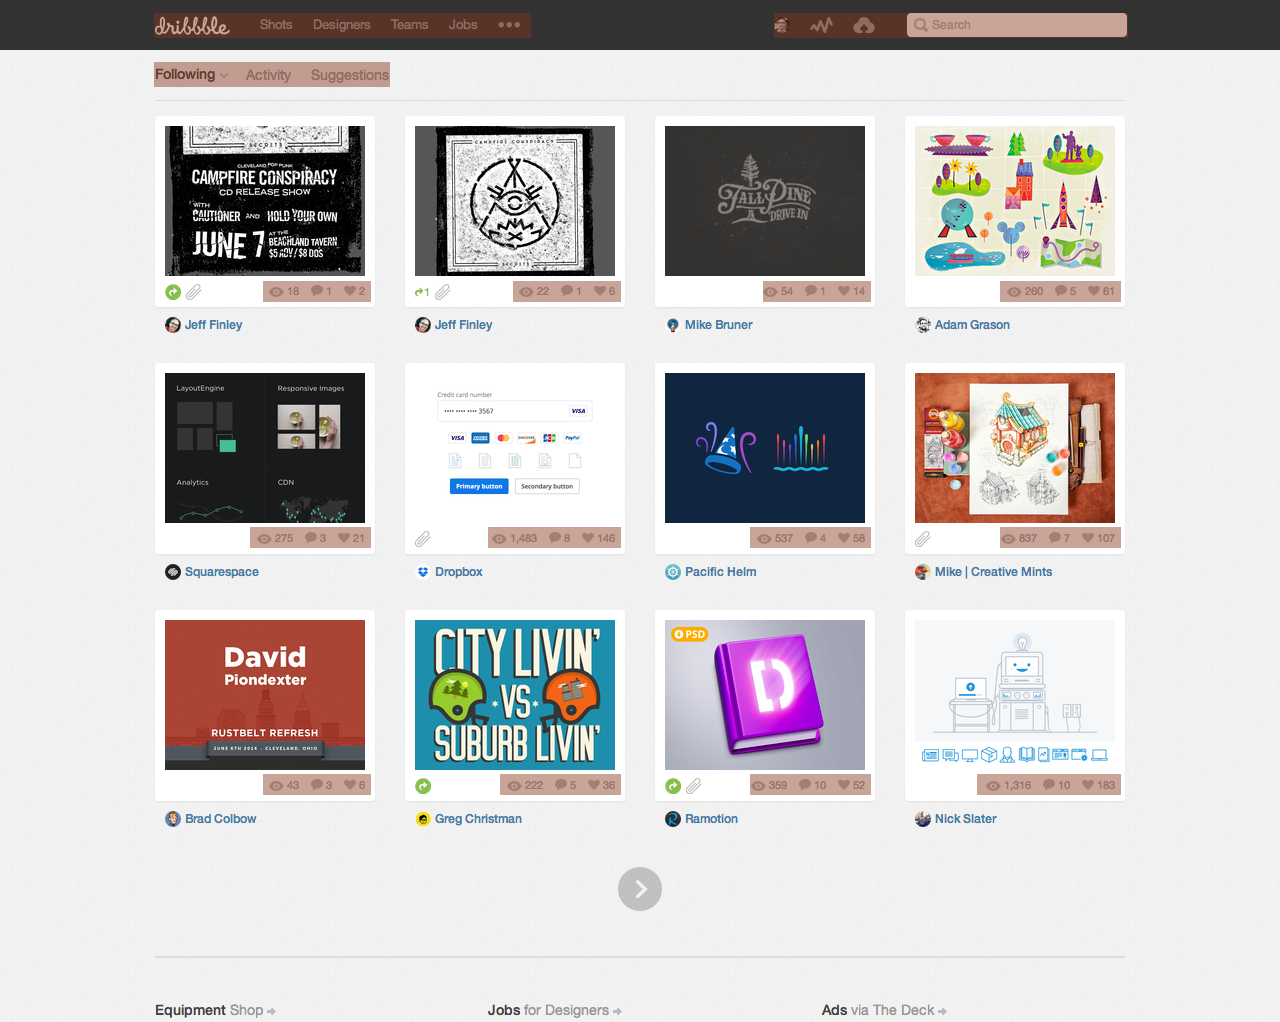 dribbble Shots Designers Teams Jobs Search
Following Activity Suggestions
SECRETS
CLEVELAND POP PUNK
CAMPFIRE CONSPIRACY
CD RELEASE SHOW
WITH
CAUTIONER AND HOLD YOUR OWN
JUNE 7 AT THE
BEACHLAND TAVERN
$5 ADV / $8 DOS
CAMPFIRE CONSPIRACY
SECRETS
TALL PINE
A DRIVE IN
18 1 2
1 22 1 6
54 1 14
260 5 61
Jeff Finley
Jeff Finley
Mike Bruner
Adam Grason
LayoutEngine Responsive Images
Analytics CDN
Credit card number
•••• •••• •••• 3567 VISA
VISA MasterCard DISCOVER JCB PayPal
Primary button Secondary button
275 3 21
1,483 8 146
537 4 58
837 7 107
Squarespace
Dropbox
Pacific Helm
Mike | Creative Mints
David
Piondexter
RUSTBELT REFRESH
JUNE 6TH 2014 · CLEVELAND, OHIO
CITY LIVIN'
VS
SUBURB LIVIN'
PSD
D
43 3 6
222 5 36
359 10 52
1,316 10 183
Brad Colbow
Greg Christman
Ramotion
Nick Slater
Equipment Shop
Jobs for Designers
Ads via The Deck